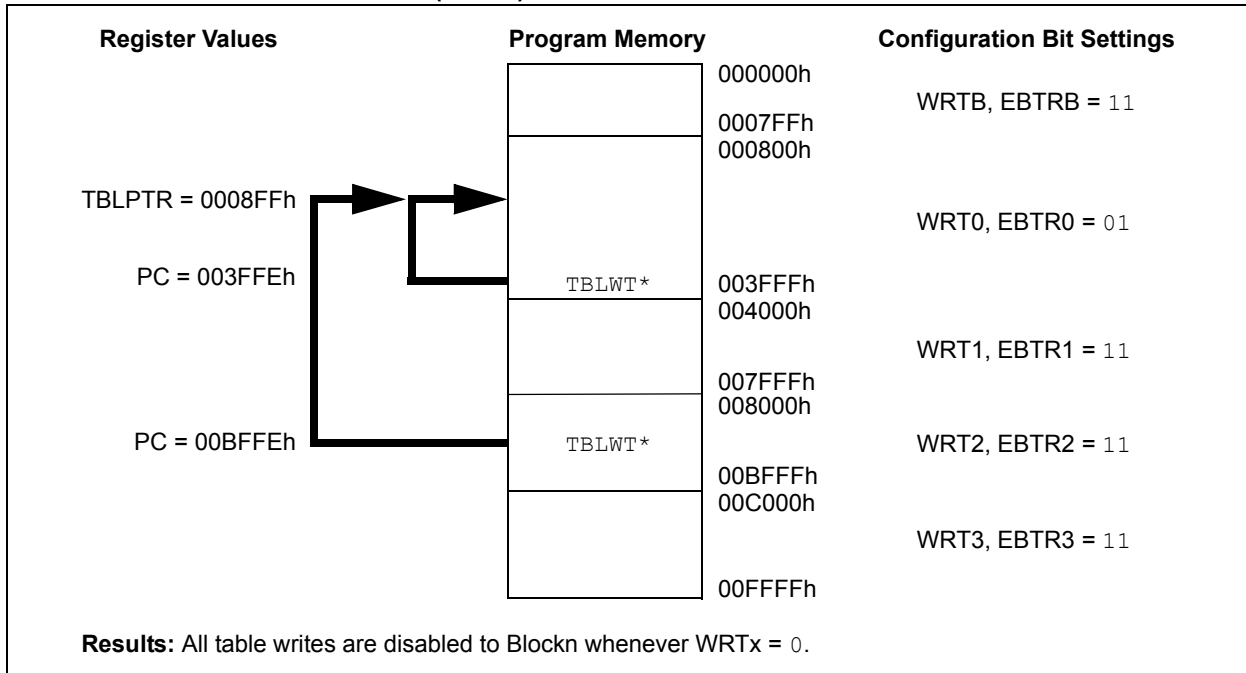 Register Values Program Memory Configuration Bit Settings
000000h
WRTB, EBTRB = 11
0007FFh
000800h
TBLPTR = 0008FFh
WRT0, EBTR0 = 01
PC = 003FFEh TBLWT* 003FFFh
004000h
WRT1, EBTR1 = 11
007FFFh
008000h
PC = 00BFFEh TBLWT* WRT2, EBTR2 = 11
00BFFFh
00C000h
WRT3, EBTR3 = 11
00FFFFh
Results: All table writes are disabled to Blockn whenever WRTx = 0.